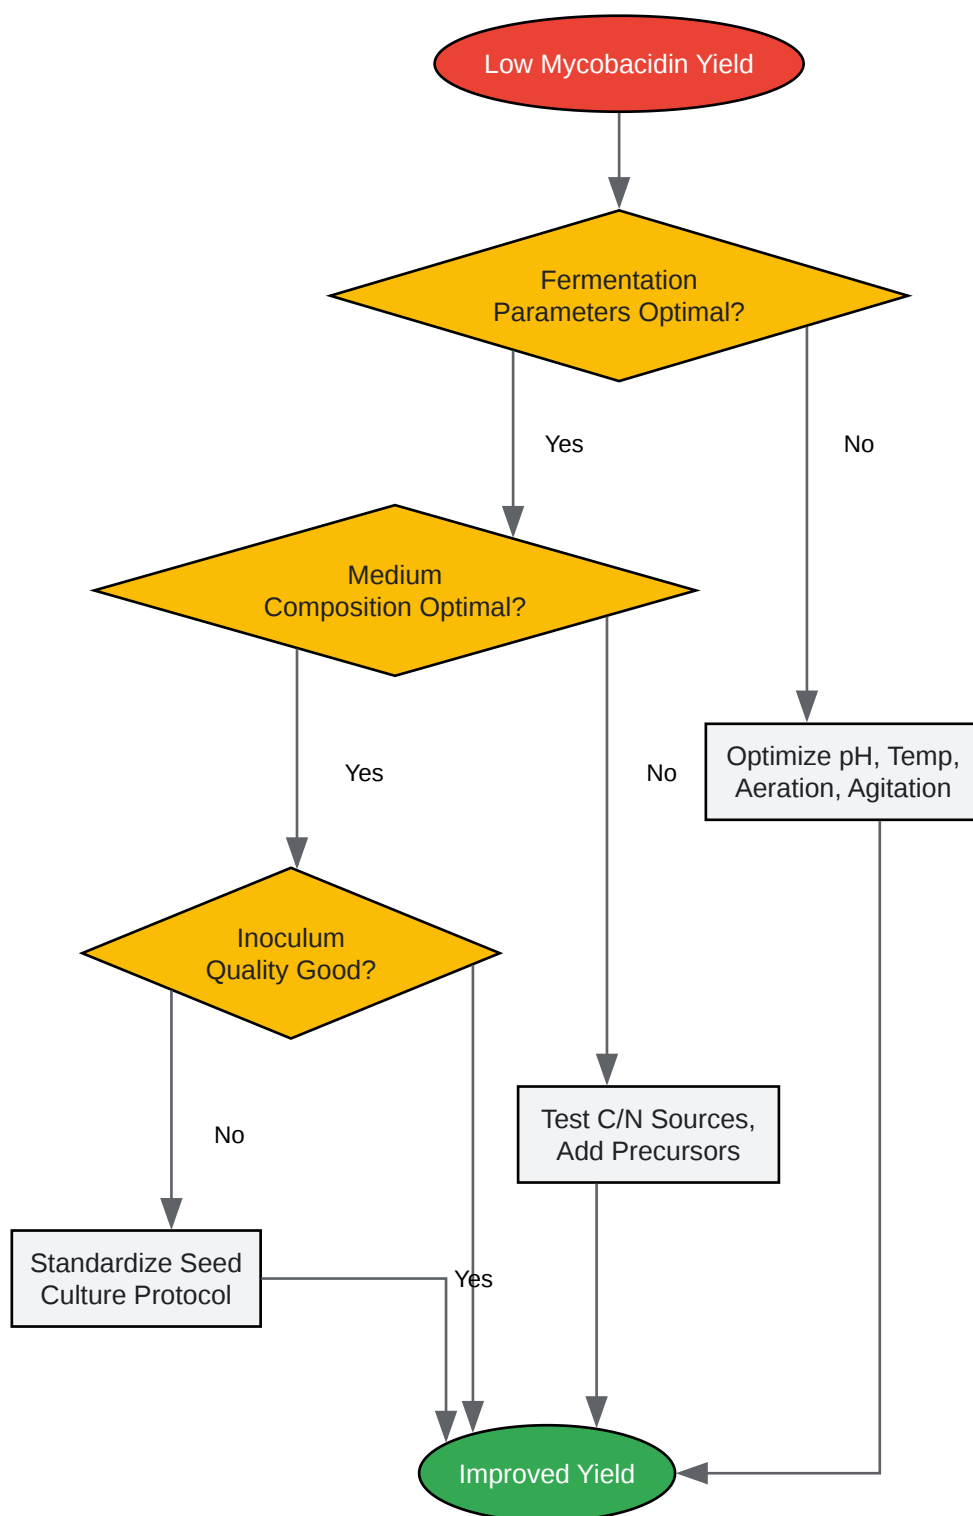 Low Mycobacidin Yield
Fermentation
Parameters Optimal?
Yes
No
Medium
Composition Optimal?
Yes
No
Optimize pH, Temp,
Aeration, Agitation
Inoculum
Quality Good?
No
Test C/N Sources,
Add Precursors
Standardize Seed
Culture Protocol
Yes
Improved Yield